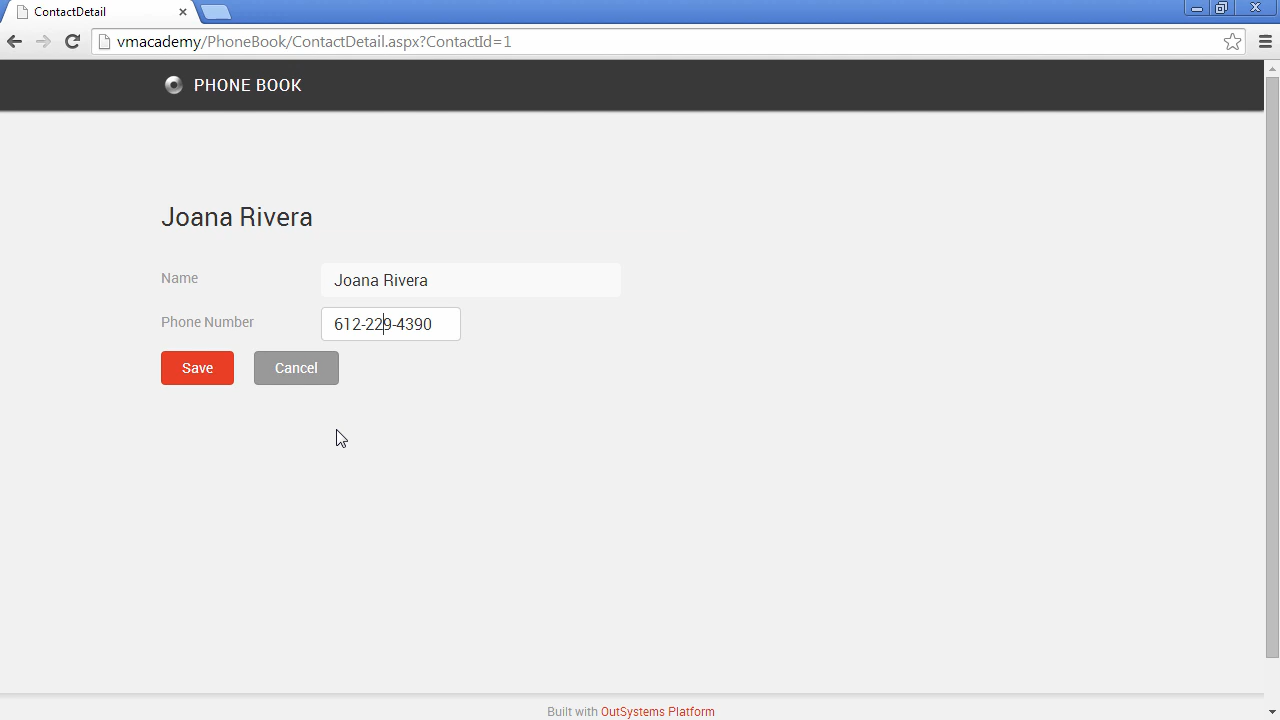 ContactDetail
vmacademy/PhoneBook/ContactDetail.aspx?ContactId=1
PHONE BOOK
Joana Rivera
Name Joana Rivera
Phone Number 612-229-4390
Save Cancel
Built with OutSystems Platform